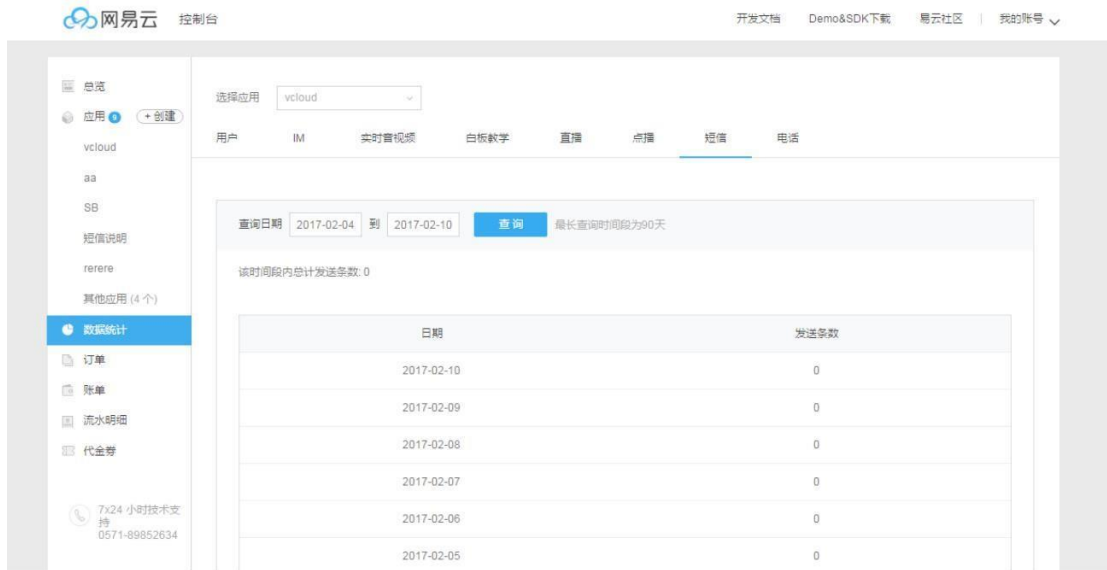 网易云 控制台 开发文档 Demo&SDK下载 易云社区 | 我的账号
总览
应用 9 +创建
vcloud
aa
SB
短信说明
rerere
其他应用 (4 个)
数据统计
订单
账单
流水明细
代金券
7x24 小时技术支
持
0571-89852634
选择应用 vcloud
用户 IM 实时音视频 白板教学 直播 点播 短信 电话
查询日期 2017-02-04 到 2017-02-10 查询 最长查询时间段为90天
该时间段内总计发送条数: 0
日期 发送条数
2017-02-10 0
2017-02-09 0
2017-02-08 0
2017-02-07 0
2017-02-06 0
2017-02-05 0